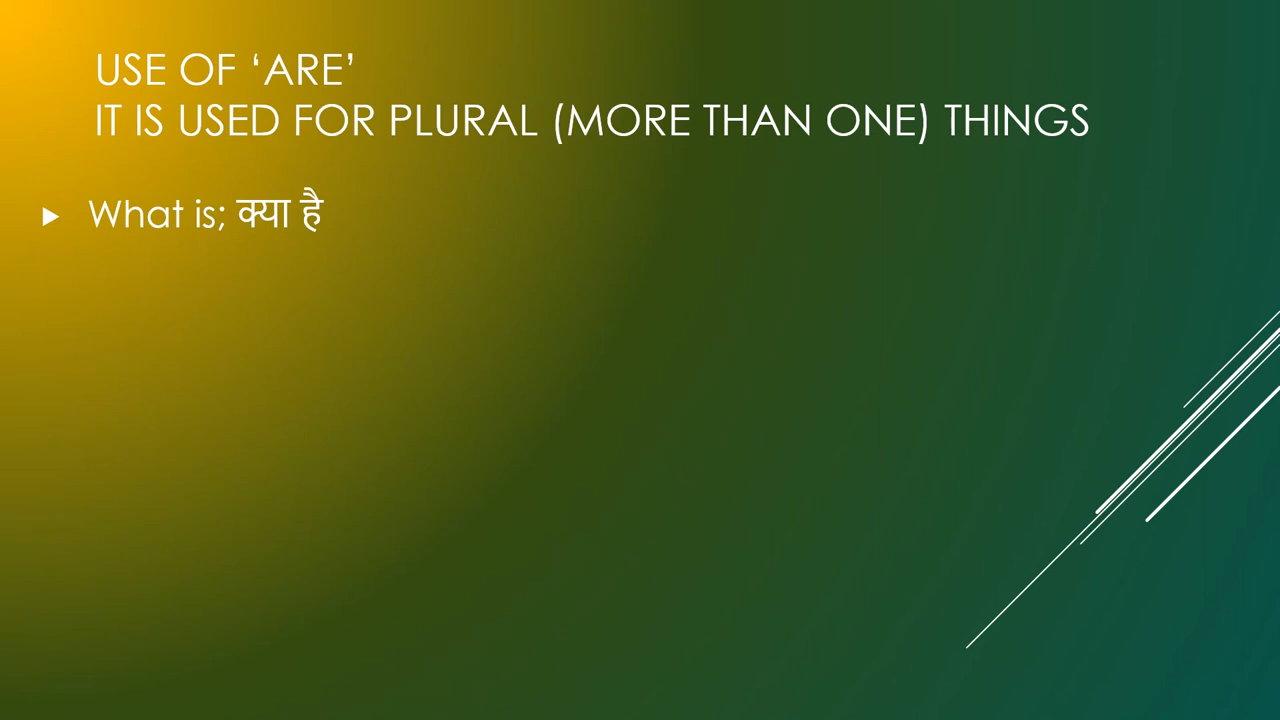 USE OF ‘ARE’
IT IS USED FOR PLURAL (MORE THAN ONE) THINGS
What is; क्या है